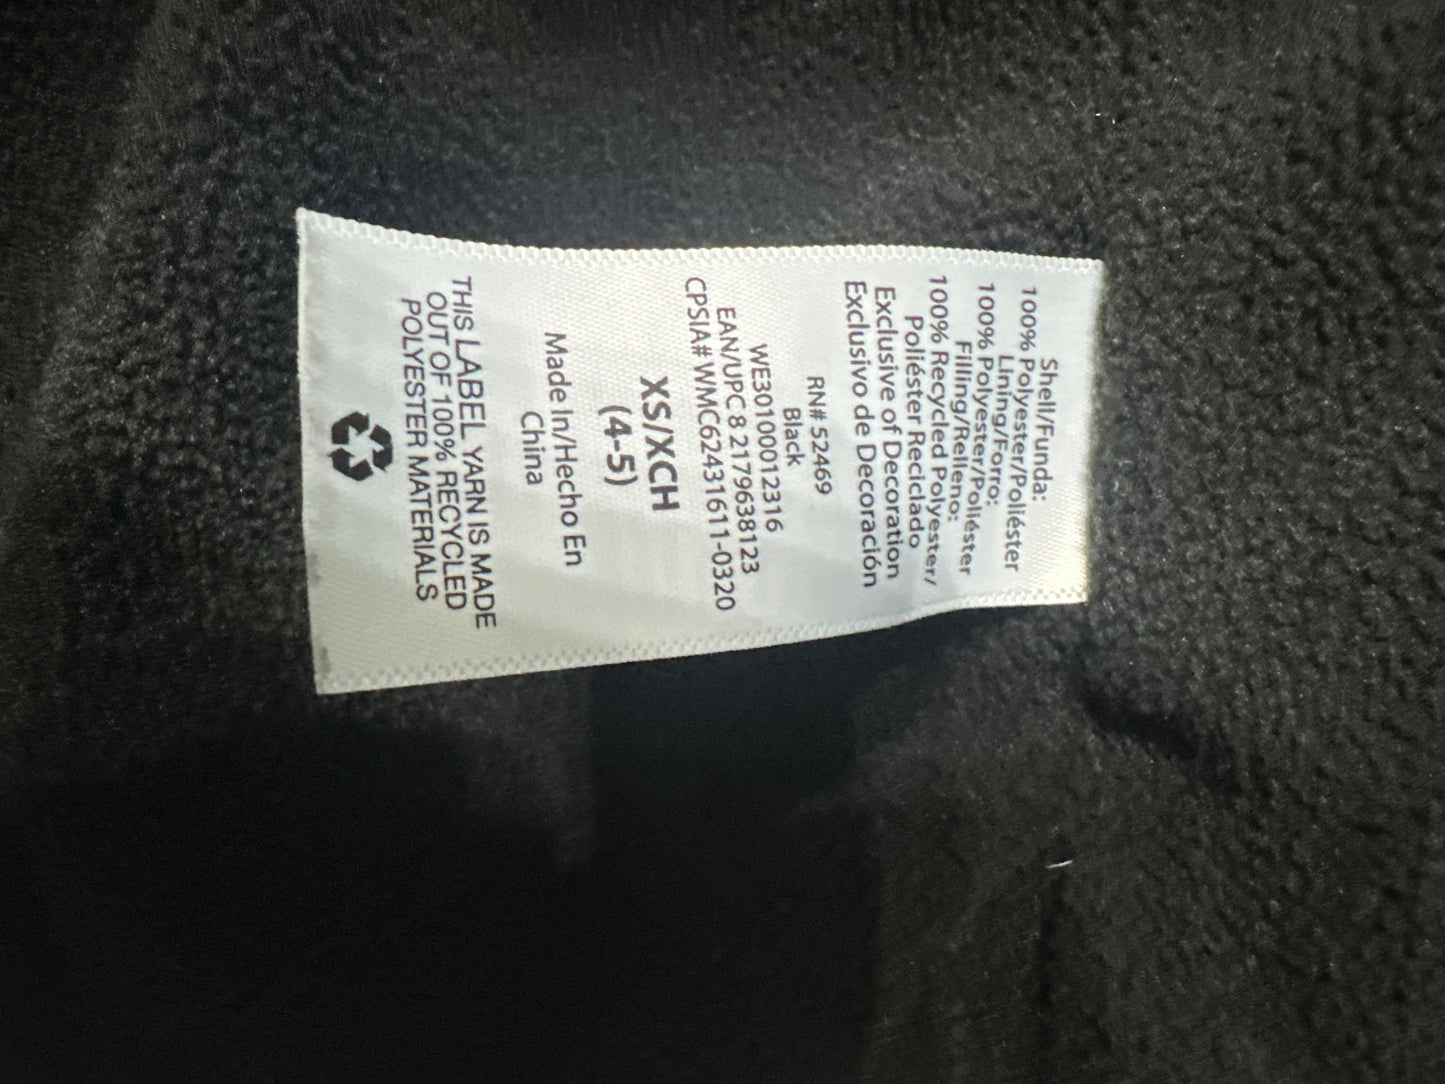 Shell/Funda:
100% Polyester/Poliéster
Lining/Forro:
100% Polyester/Poliéster
Filling/Relleno:
100% Recycled Polyester/
Poliéster Reciclado
Exclusive of Decoration
Exclusivo de Decoración
RN# 52469
Black
WE30100012316
EAN/UPC 8 2179638123
CPSIA# WMC62431611-0320
XS/XCH
(4-5)
Made In/Hecho En
China
THIS LABEL YARN IS MADE
OUT OF 100% RECYCLED
POLYESTER MATERIALS